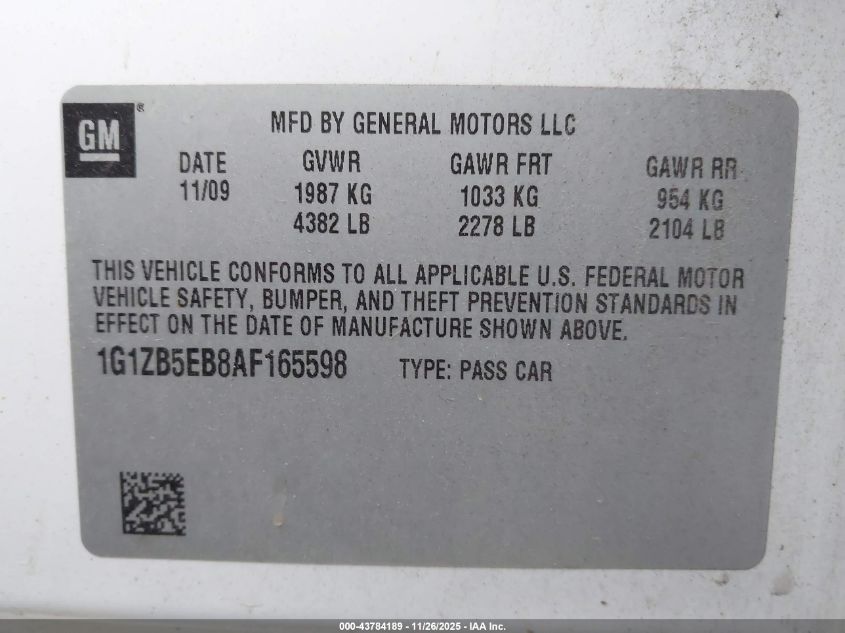 GM®
MFD BY GENERAL MOTORS LLC
DATE GVWR GAWR FRT GAWR RR
11/09 1987 KG 1033 KG 954 KG
4382 LB 2278 LB 2104 LB
THIS VEHICLE CONFORMS TO ALL APPLICABLE U.S. FEDERAL MOTOR
VEHICLE SAFETY, BUMPER, AND THEFT PREVENTION STANDARDS IN
EFFECT ON THE DATE OF MANUFACTURE SHOWN ABOVE.
1G1ZB5EB8AF165598 TYPE: PASS CAR
000-43784189 - 11/26/2025 - IAA Inc.